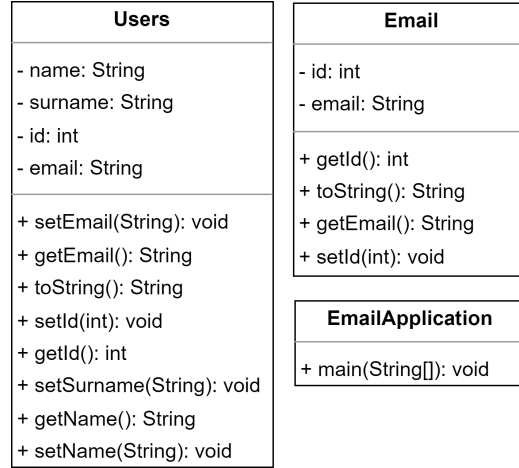 Users
- name: String
- surname: String
- id: int
- email: String
+ setEmail(String): void
+ getEmail(): String
+ toString(): String
+ setId(int): void
+ getId(): int
+ setSurname(String): void
+ getName(): String
+ setName(String): void
Email
- id: int
- email: String
+ getId(): int
+ toString(): String
+ getEmail(): String
+ setId(int): void
EmailApplication
+ main(String[]): void